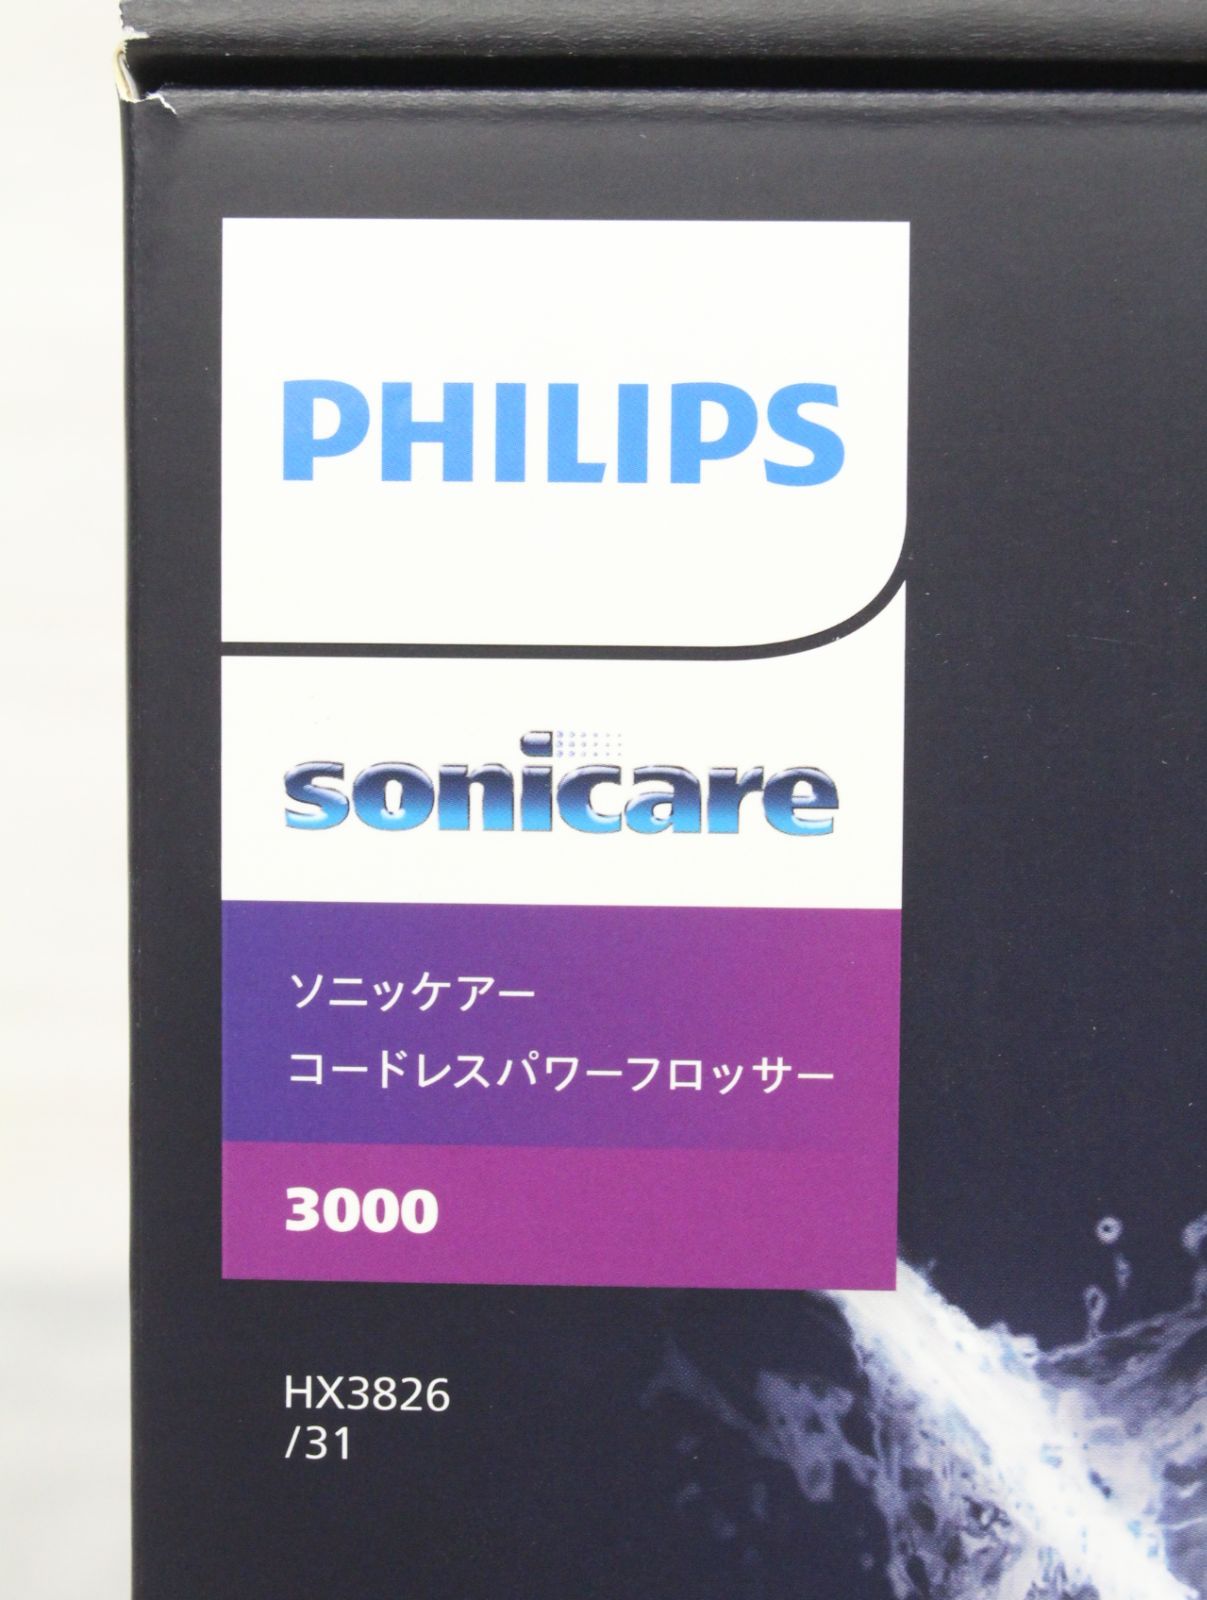 PHILIPS
sonicare
ソニッケアー
コードレスパワーフロッサー
3000
HX3826
/31